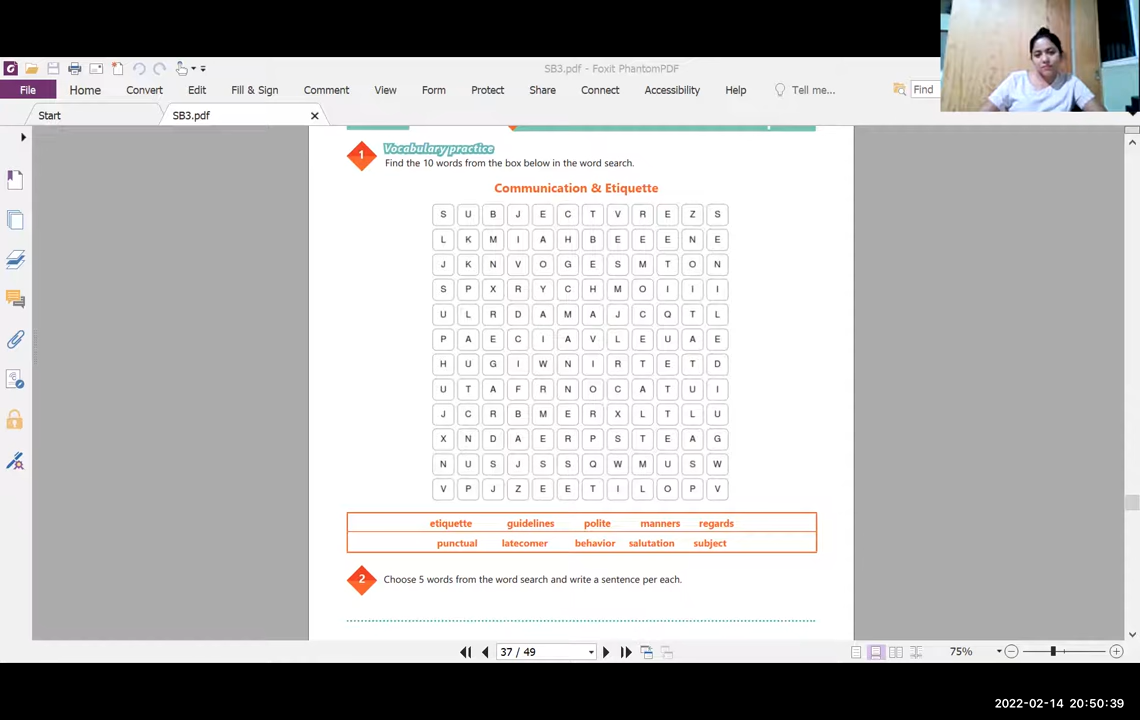 SB3.pdf - Foxit PhantomPDF
File Home Convert Edit Fill & Sign Comment View Form Protect Share Connect Accessibility Help Tell me... Find
Start SB3.pdf
1 Vocabulary practice
Find the 10 words from the box below in the word search.
Communication & Etiquette
S U B J E C T V R E Z S
L K M I A H B E E E N E
J K N V O G E S M T O N
S P X R Y C H M O I I I
U L R D A M A J C Q T L
P A E C I A V L E U A E
H U G I W N I R T E T D
U T A F R N O C A T U I
J C R B M E R X L T L U
X N D A E R P S T E A G
N U S J S S Q W M U S W
V P J Z E E T I L O P V
etiquette guidelines polite manners regards
punctual latecomer behavior salutation subject
2 Choose 5 words from the word search and write a sentence per each.
37 / 49
75%
2022-02-14 20:50:39